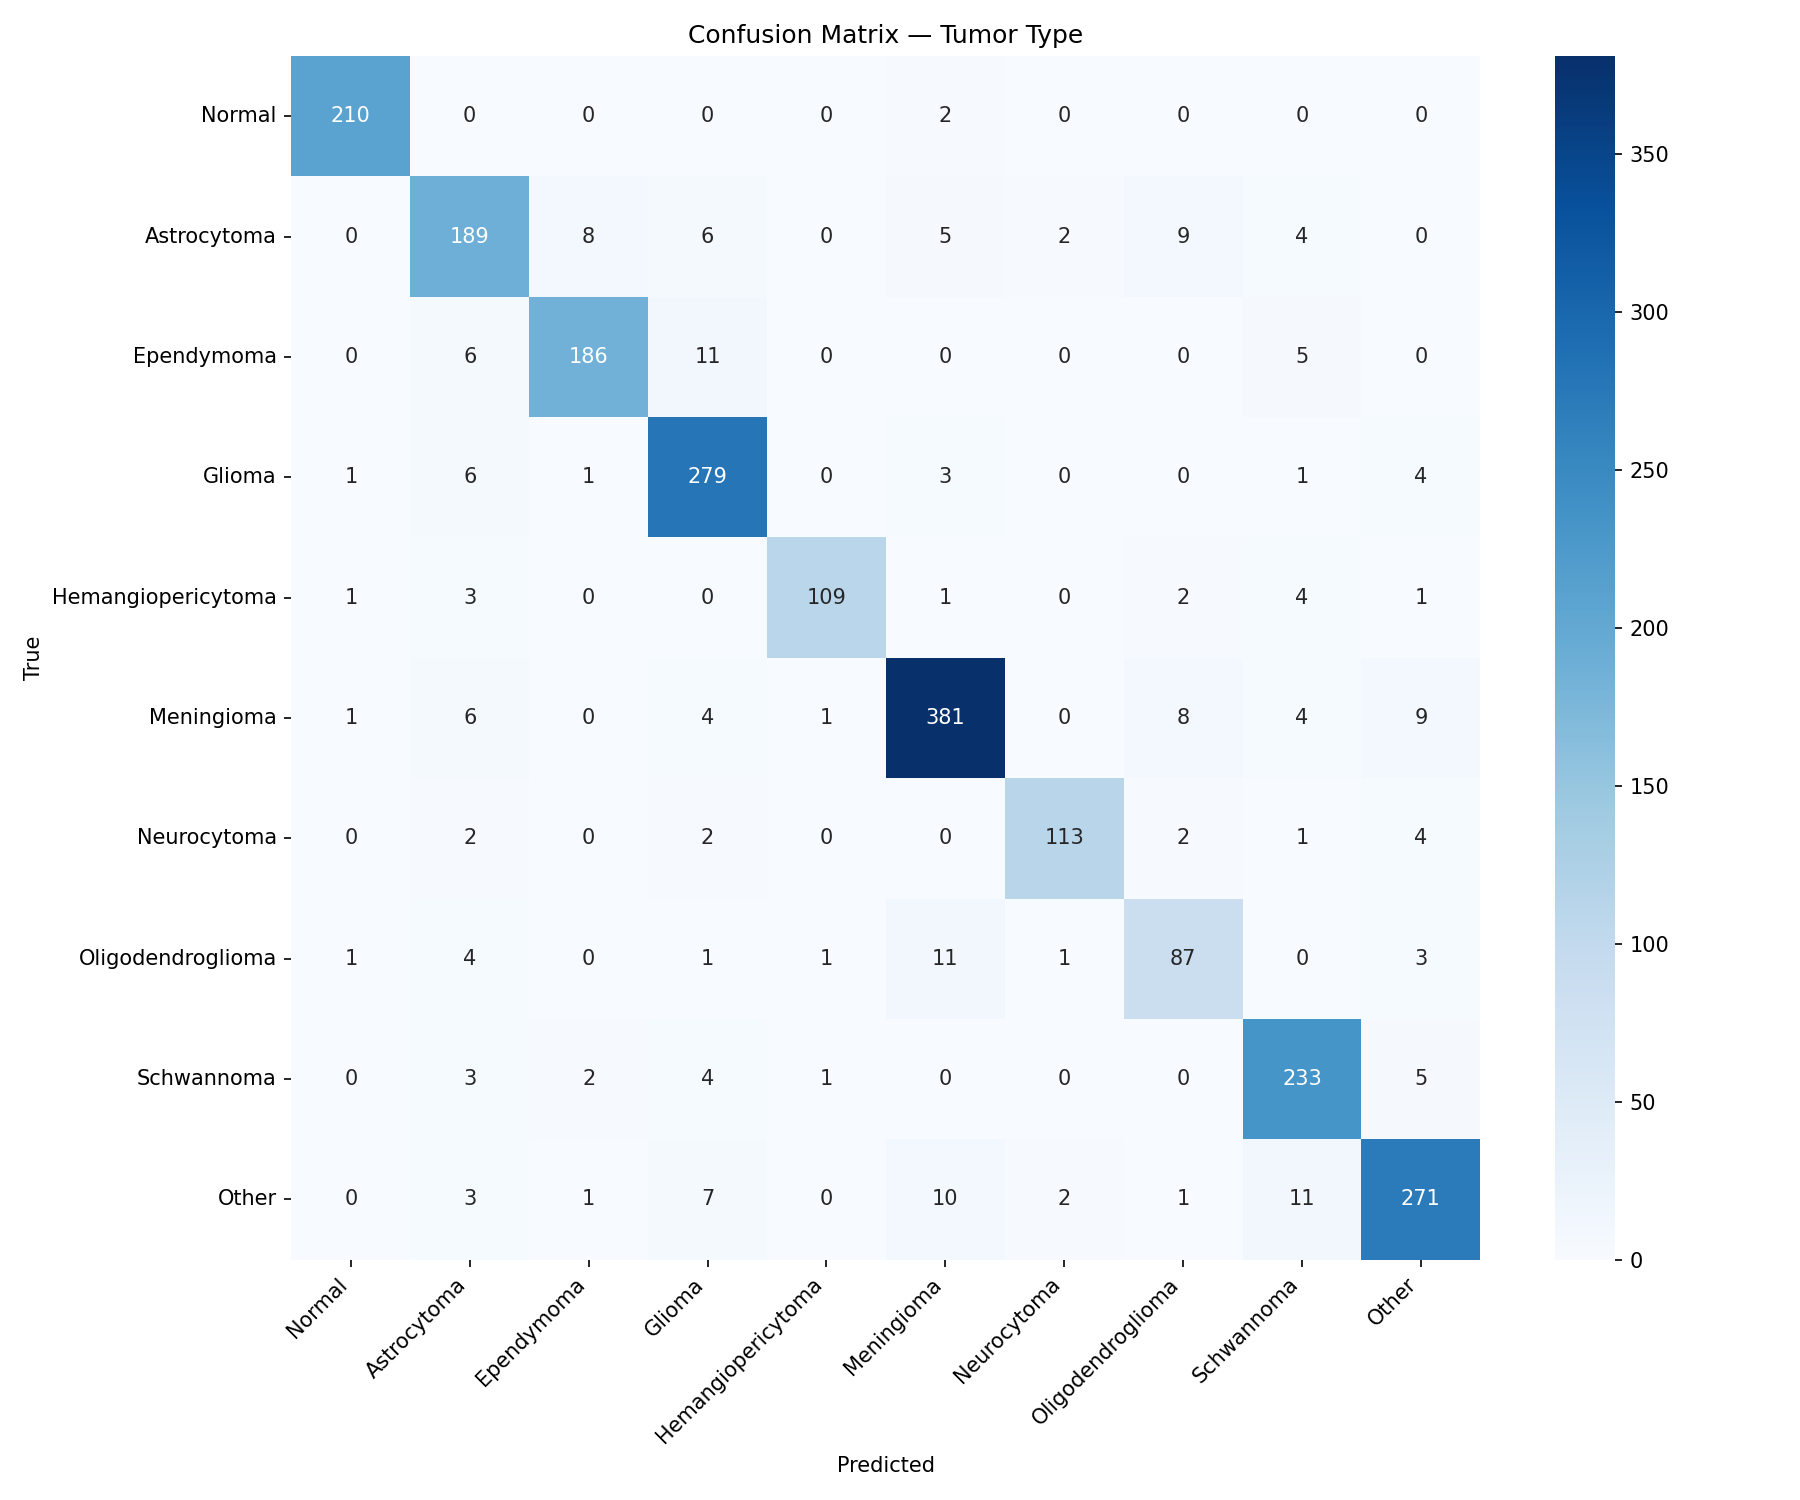 Confusion Matrix — Tumor Type
Normal 210 0 0 0 0 2 0 0 0 0
Astrocytoma 0 189 8 6 0 5 2 9 4 0
Ependymoma 0 6 186 11 0 0 0 0 5 0
Glioma 1 6 1 279 0 3 0 0 1 4
Hemangiopericytoma 1 3 0 0 109 1 0 2 4 1
Meningioma 1 6 0 4 1 381 0 8 4 9
Neurocytoma 0 2 0 2 0 0 113 2 1 4
Oligodendroglioma 1 4 0 1 1 11 1 87 0 3
Schwannoma 0 3 2 4 1 0 0 0 233 5
Other 0 3 1 7 0 10 2 1 11 271
True
Normal Astrocytoma Ependymoma Glioma Hemangiopericytoma Meningioma Neurocytoma Oligodendroglioma Schwannoma Other
Predicted
350
300
250
200
150
100
50
0